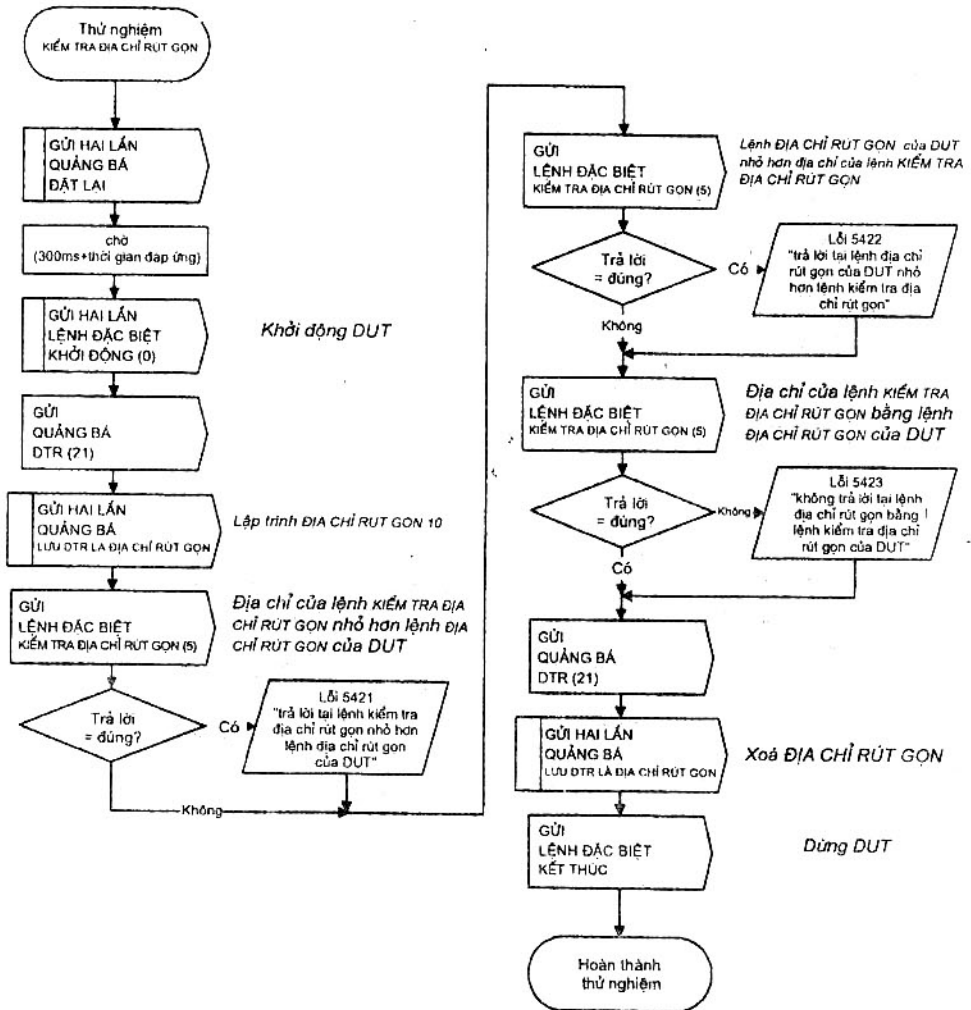 Thử nghiệm
KIỂM TRA ĐỊA CHỈ RÚT GỌN
GỬI HAI LẦN
QUẢNG BÁ
ĐẶT LẠI
chờ
(300ms+thời gian đáp ứng)
GỬI HAI LẦN
LỆNH ĐẶC BIỆT
KHỞI ĐỘNG (0)
Khởi động DUT
GỬI
QUẢNG BÁ
DTR (21)
GỬI HAI LẦN
QUẢNG BÁ
LƯU DTR LÀ ĐỊA CHỈ RÚT GỌN
Lập trình ĐỊA CHỈ RÚT GỌN 10
GỬI
LỆNH ĐẶC BIỆT
KIỂM TRA ĐỊA CHỈ RÚT GỌN (5)
Địa chỉ của lệnh KIỂM TRA ĐỊA
CHỈ RÚT GỌN nhỏ hơn lệnh ĐỊA
CHỈ RÚT GỌN của DUT
Trả lời
= đúng?
Có
Lỗi 5421
"trả lời tại lệnh kiểm tra
địa chỉ rút gọn nhỏ hơn
lệnh địa chỉ rút gọn
của DUT"
Không
GỬI
LỆNH ĐẶC BIỆT
KIỂM TRA ĐỊA CHỈ RÚT GỌN (5)
Lệnh ĐỊA CHỈ RÚT GỌN của DUT
nhỏ hơn địa chỉ của lệnh KIỂM TRA
ĐỊA CHỈ RÚT GỌN
Trả lời
= đúng?
Có
Lỗi 5422
"trả lời tại lệnh địa chỉ
rút gọn của DUT nhỏ
hơn lệnh kiểm tra địa
chỉ rút gọn"
Không
GỬI
LỆNH ĐẶC BIỆT
KIỂM TRA ĐỊA CHỈ RÚT GỌN (5)
Địa chỉ của lệnh KIỂM TRA
ĐỊA CHỈ RÚT GỌN bằng lệnh
ĐỊA CHỈ RÚT GỌN của DUT
Trả lời
= đúng?
Không
Lỗi 5423
"không trả lời tại lệnh
địa chỉ rút gọn bằng
lệnh kiểm tra địa chỉ
rút gọn của DUT"
Có
GỬI
QUẢNG BÁ
DTR (21)
GỬI HAI LẦN
QUẢNG BÁ
LƯU DTR LÀ ĐỊA CHỈ RÚT GỌN
Xoá ĐỊA CHỈ RÚT GỌN
GỬI
LỆNH ĐẶC BIỆT
KẾT THÚC
Dừng DUT
Hoàn thành
thử nghiệm